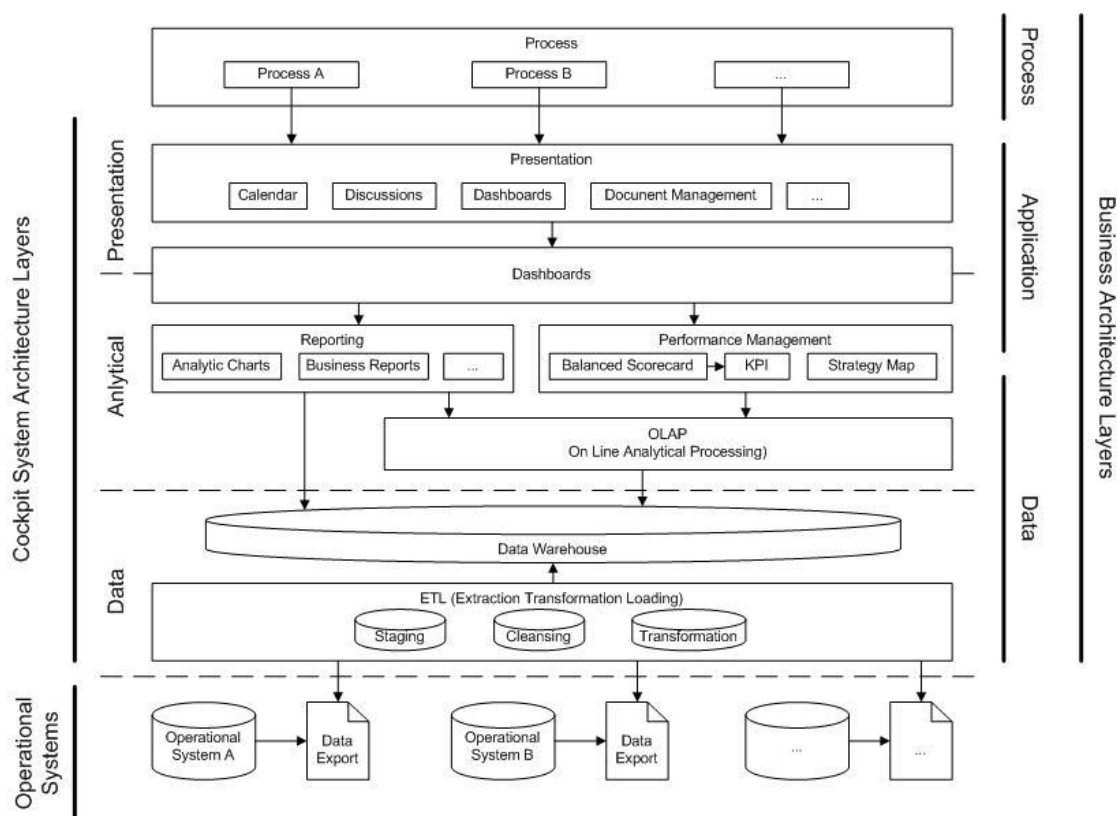 Process
Process A
Process B
...
Presentation
Calendar
Discussions
Dashboards
Document Management
...
Dashboards
Reporting
Analytic Charts
Business Reports
...
Performance Management
Balanced Scorecard
KPI
Strategy Map
OLAP
On Line Analytical Processing)
Data Warehouse
ETL (Extraction Transformation Loading)
Staging
Cleansing
Transformation
Operational
System A
Data
Export
Operational
System B
Data
Export
...
...
Cockpit System Architecture Layers
Presentation
Anlytical
Data
Operational
Systems
Process
Application
Data
Business Architecture Layers